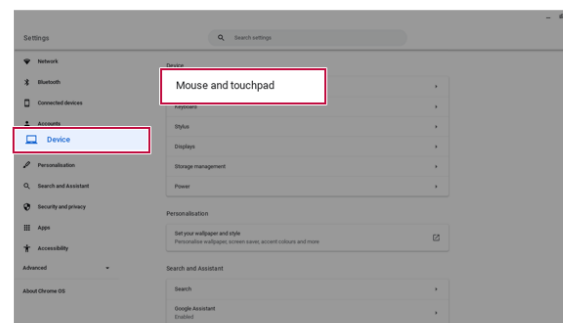 Settings
Search settings
Network
Bluetooth
Connected devices
Accounts
Device
Personalisation
Search and Assistant
Security and privacy
Apps
Accessibility
Advanced
About Chrome OS
Device
Mouse and touchpad
Keyboard
Stylus
Displays
Storage management
Power
Personalisation
Set your wallpaper and style
Personalise wallpaper, screen saver, accent colours and more
Search and Assistant
Search
Google Assistant
Enabled